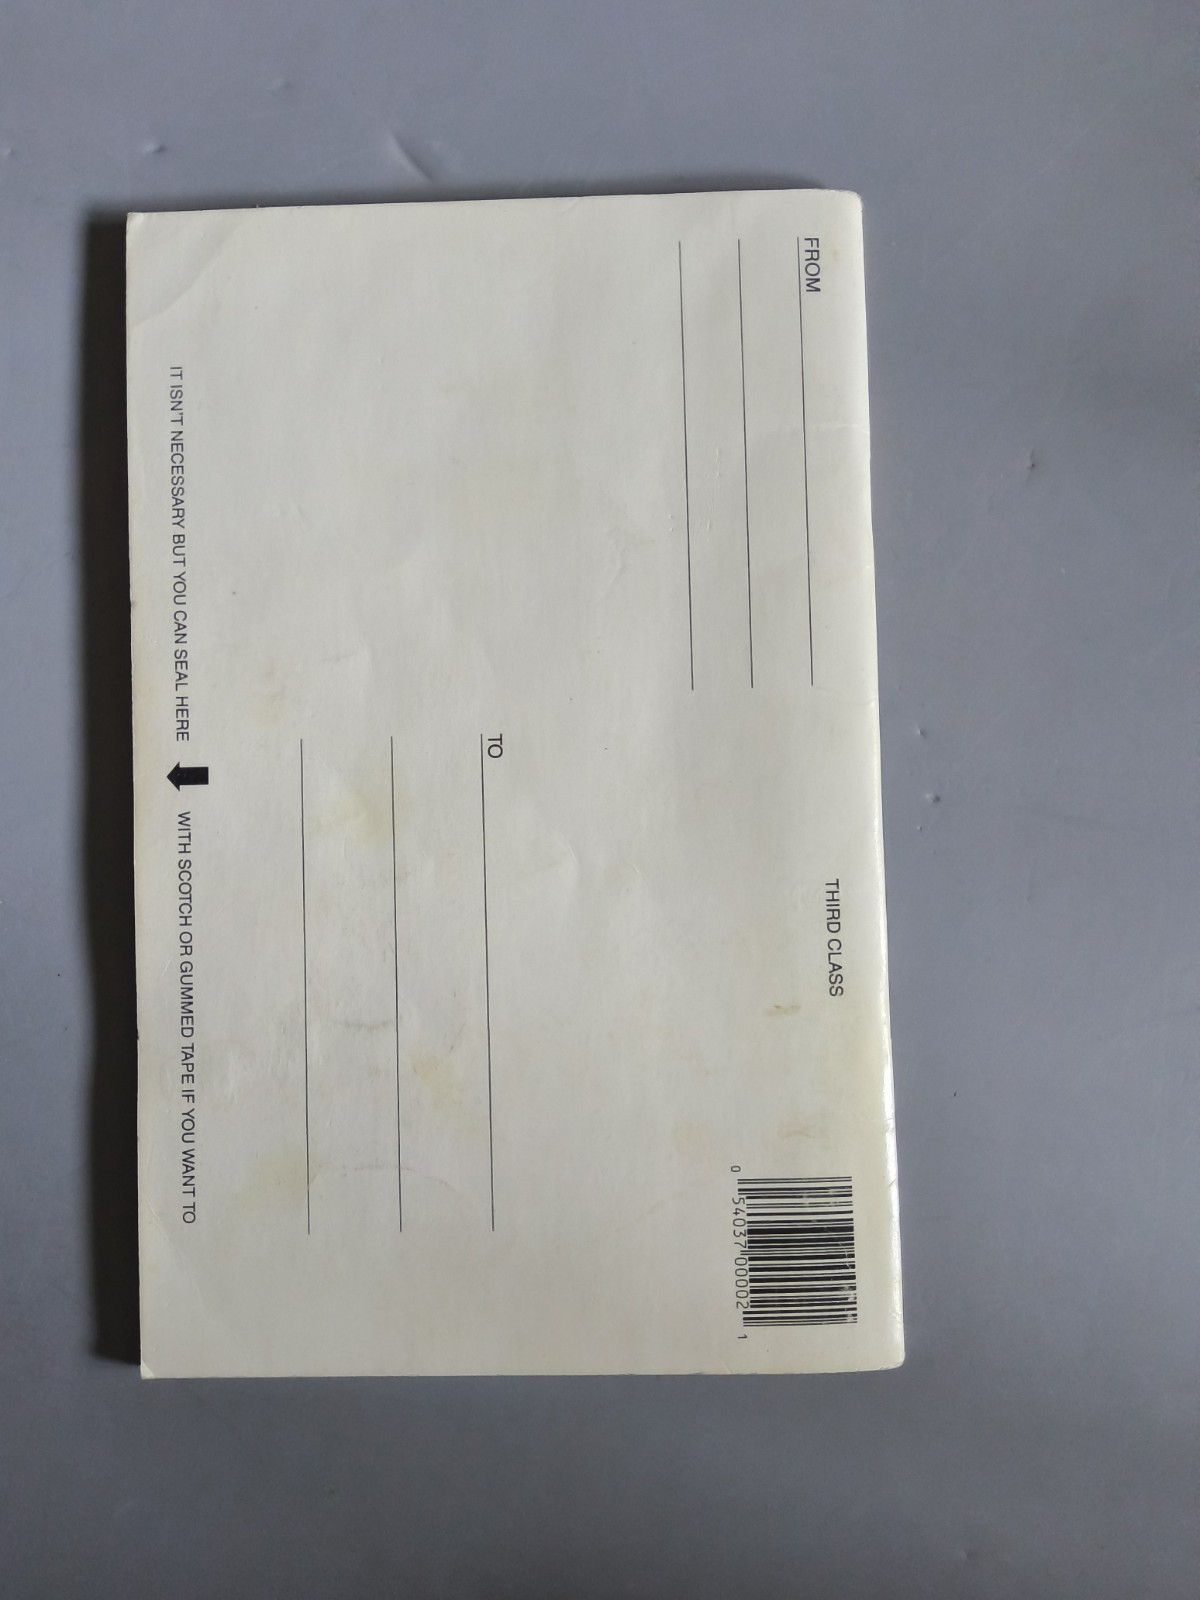 FROM
THIRD CLASS
0 54037 00002 1
TO
IT ISN'T NECESSARY BUT YOU CAN SEAL HERE WITH SCOTCH OR GUMMED TAPE IF YOU WANT TO